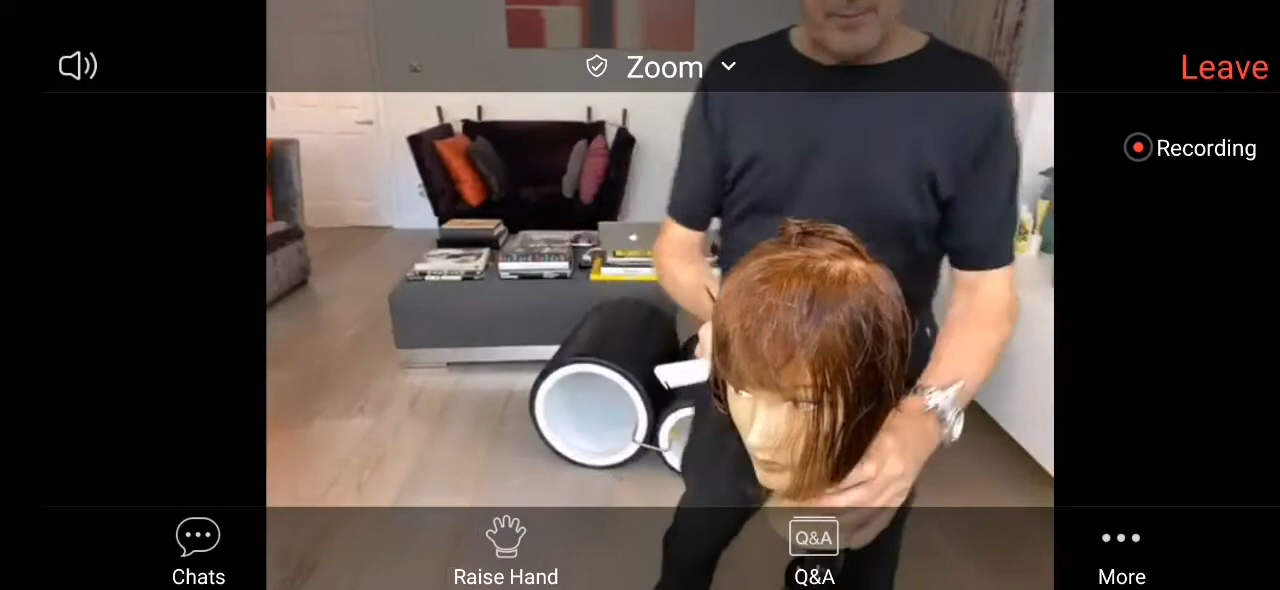 Zoom
Leave
Recording
Q&A
Chats
Raise Hand
Q&A
More